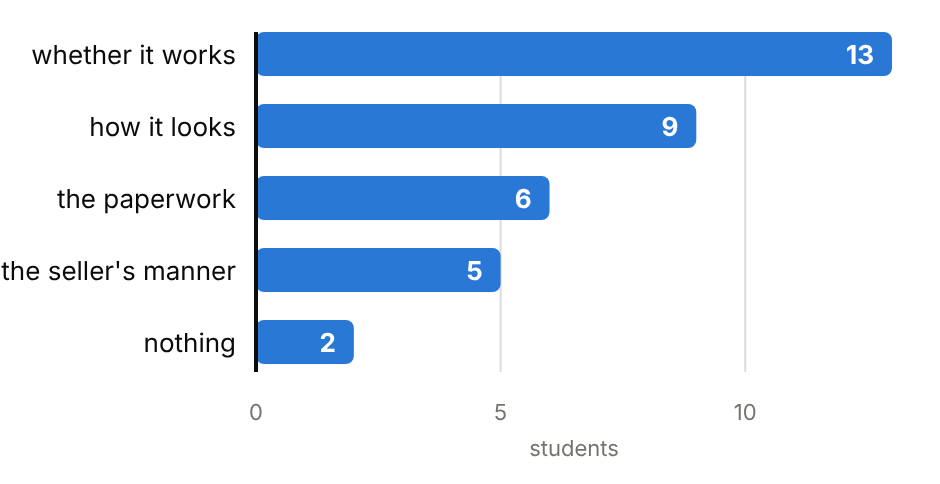 whether it works 13
how it looks 9
the paperwork 6
the seller's manner 5
nothing 2
0 5 10
students